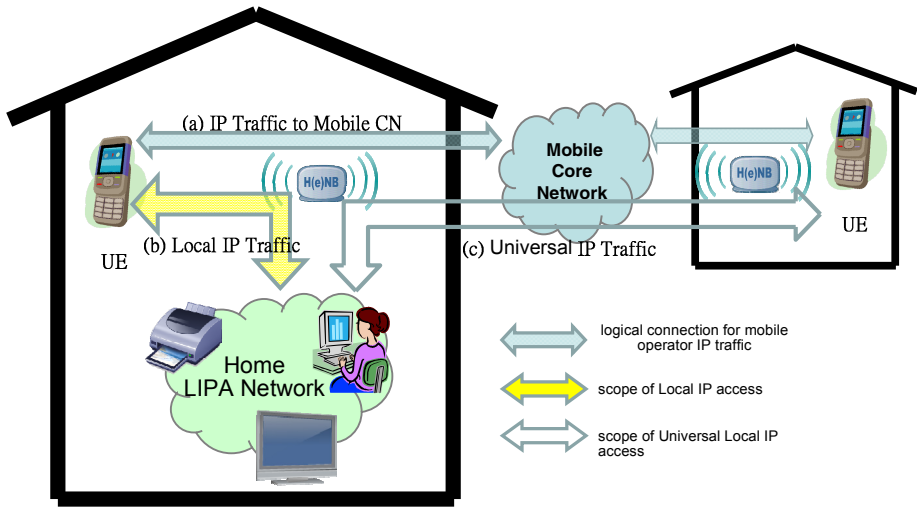 (a) IP Traffic to Mobile CN
H(e)NB
UE
(b) Local IP Traffic
Mobile
Core
Network
H(e)NB
UE
(c) Universal IP Traffic
Home
LIPA Network
logical connection for mobile
operator IP traffic
scope of Local IP access
scope of Universal Local IP
access